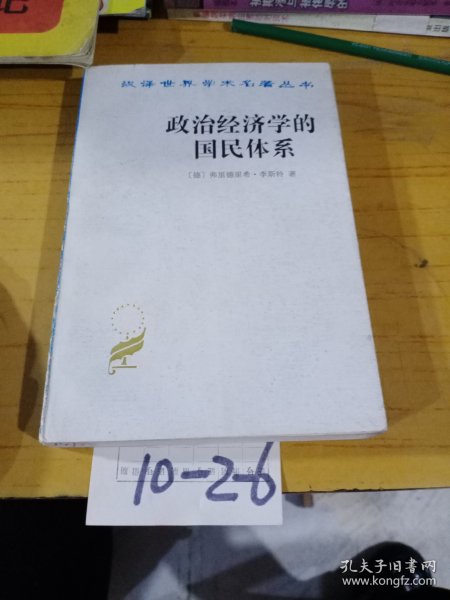 记
汉译世界学术名著丛书
政治经济学的
国民体系
〔德〕弗里德里希·李斯特 著
10-26
孔夫子旧书网
www.kongfz.com